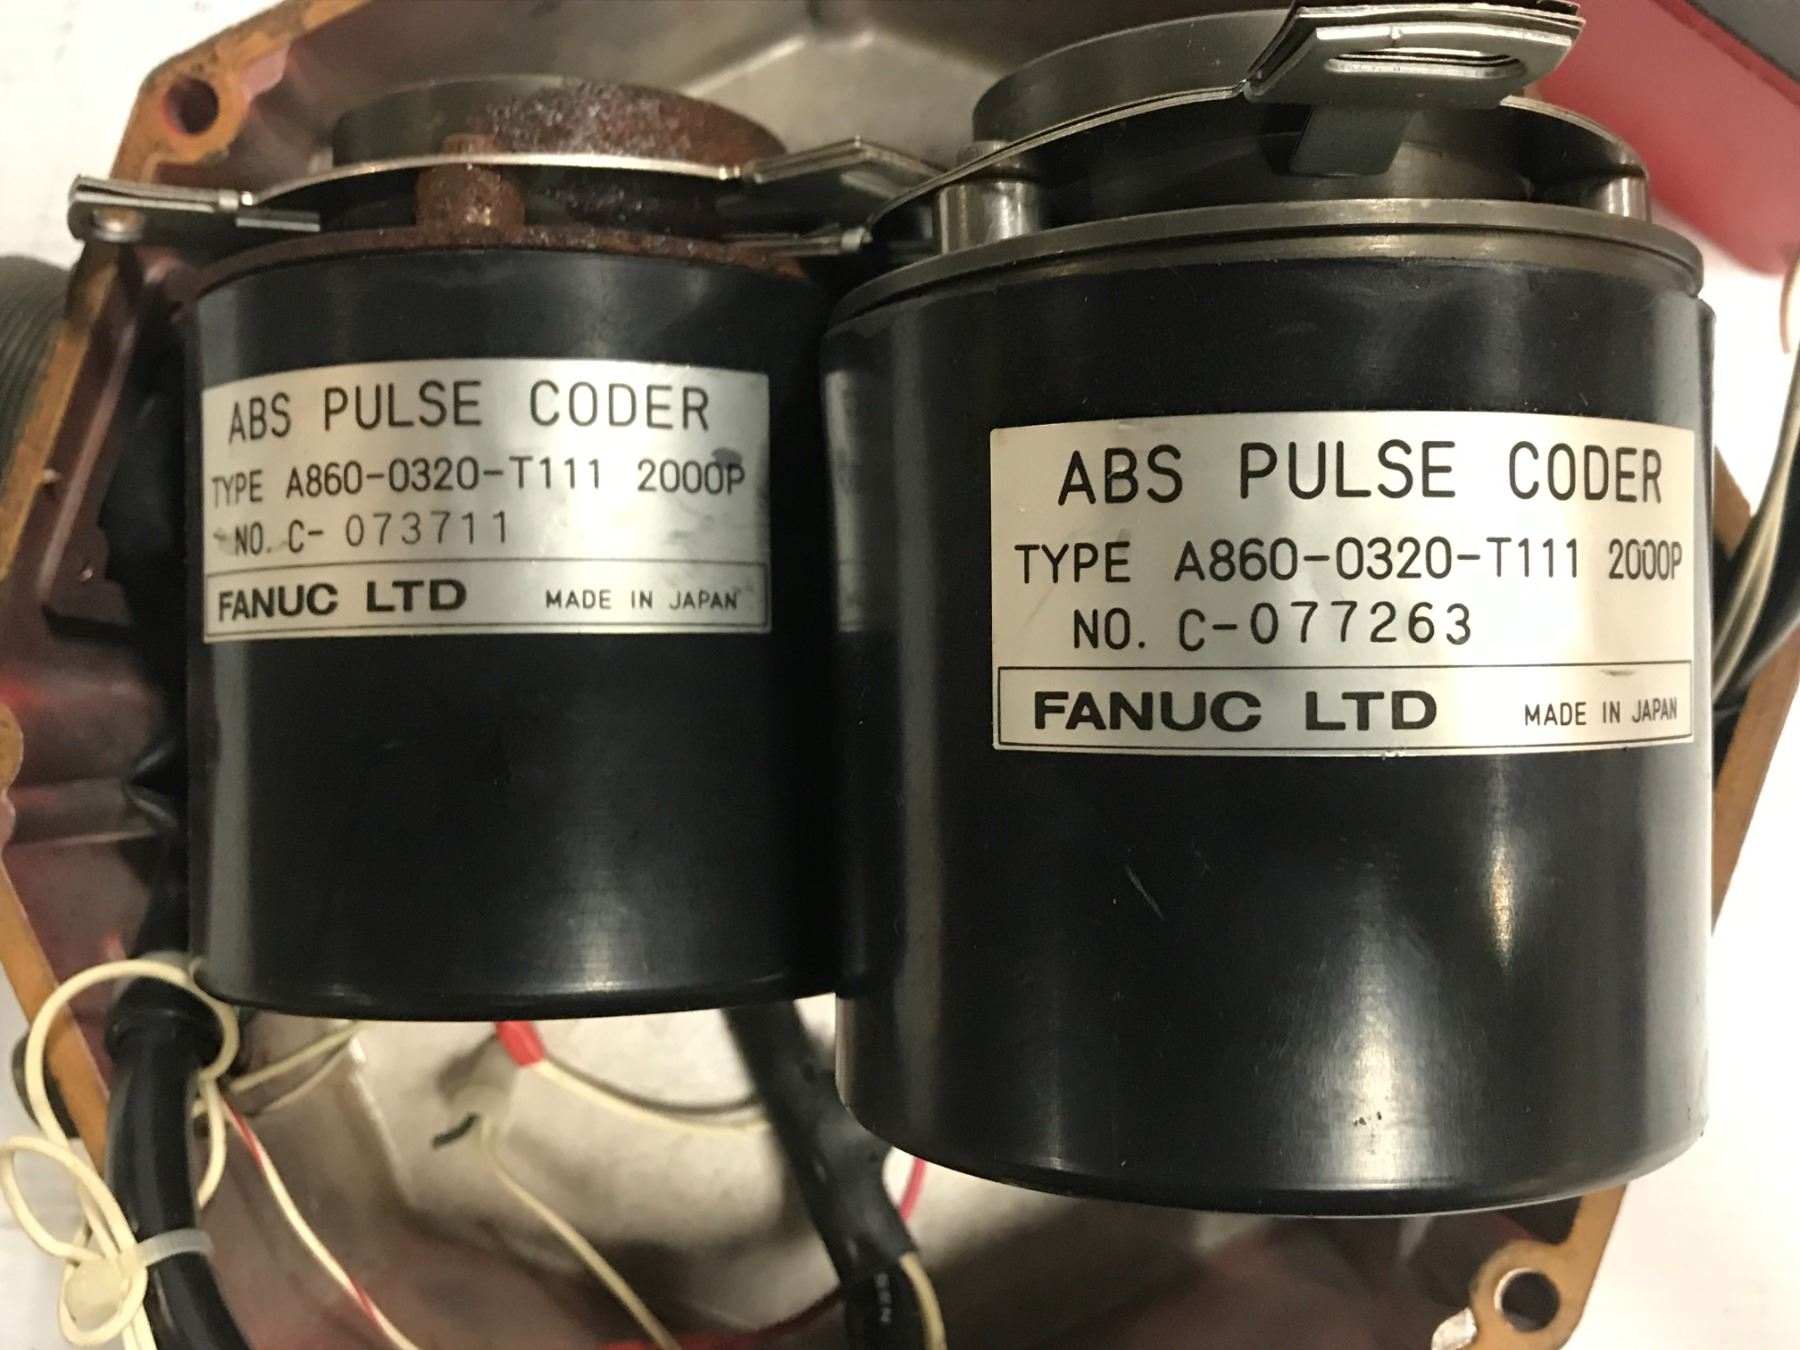 ABS PULSE CODER
TYPE A860-0320-T111 2000P
NO. C-073711
FANUC LTD MADE IN JAPAN
ABS PULSE CODER
TYPE A860-0320-T111 2000P
NO. C-077263
FANUC LTD MADE IN JAPAN